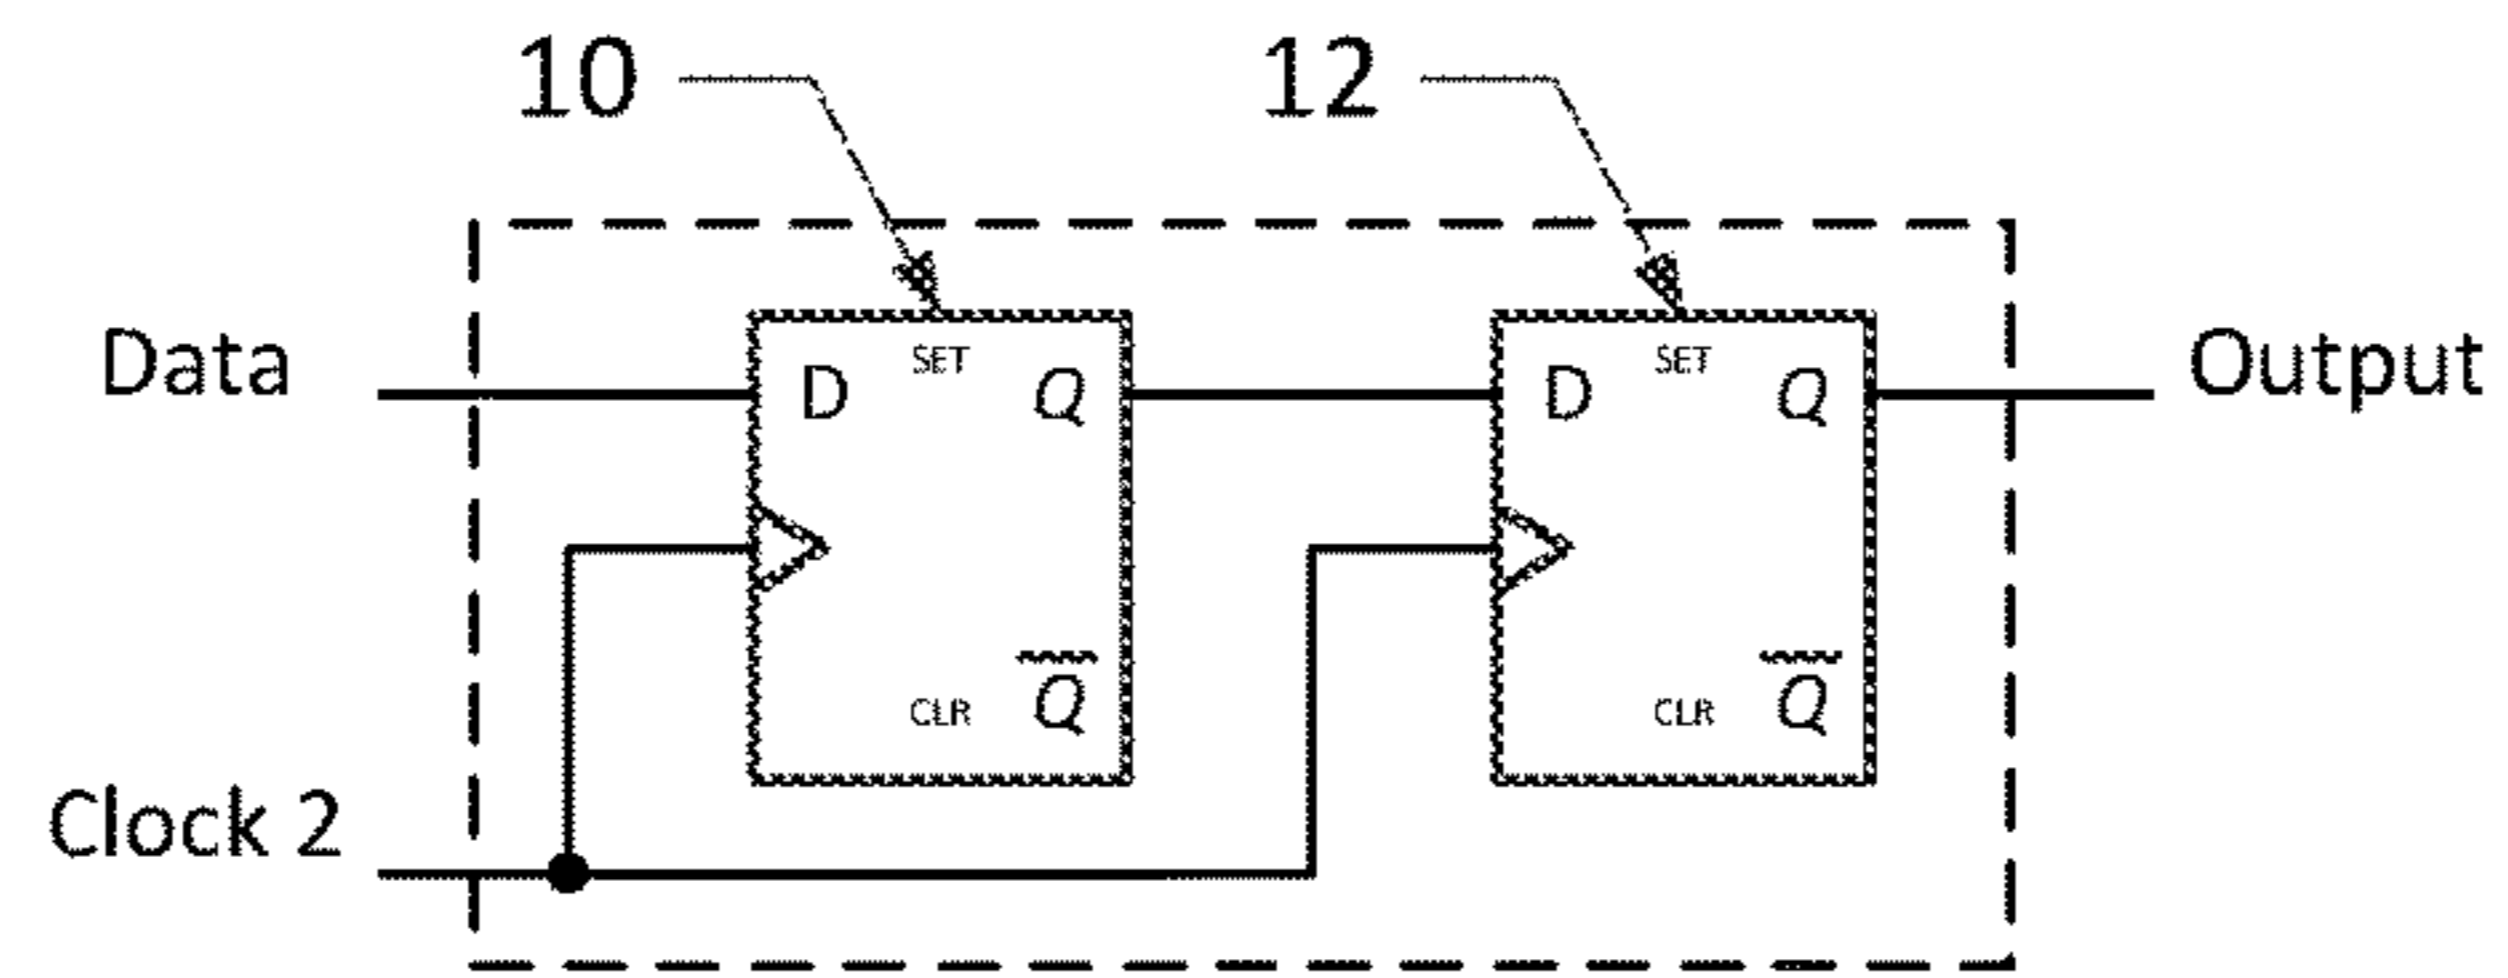 10
12
Data
D
SET
Q
D
SET
Q
Output
CLR
Q̅
CLR
Q̅
Clock 2